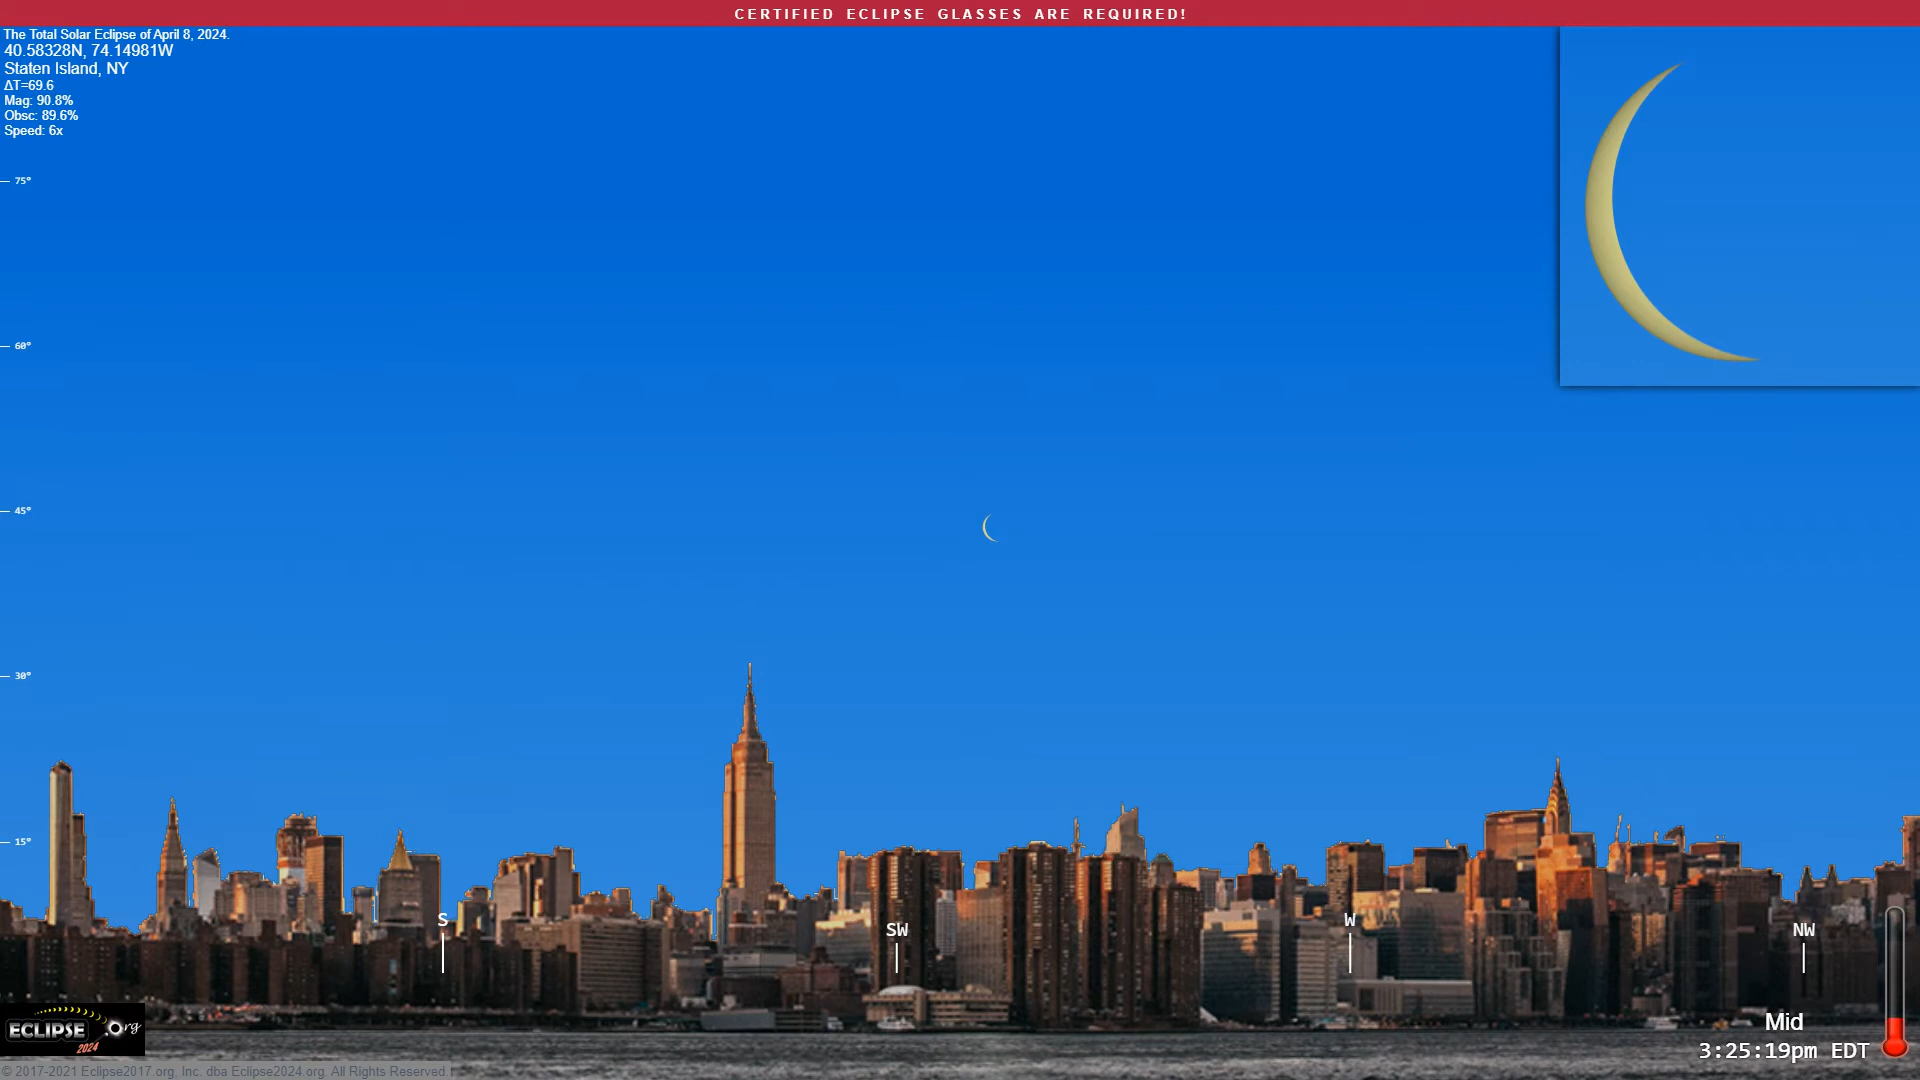 CERTIFIED ECLIPSE GLASSES ARE REQUIRED!
The Total Solar Eclipse of April 8, 2024.
40.58328N, 74.14981W
Staten Island, NY
ΔT=69.6
Mag: 90.8%
Obsc: 89.6%
Speed: 6x
75°
60°
45°
30°
15°
S
SW
W
NW
Mid
3:25:19pm EDT
ECLIPSE .Org
2024
© 2017-2021 Eclipse2017.org, Inc. dba Eclipse2024.org. All Rights Reserved.